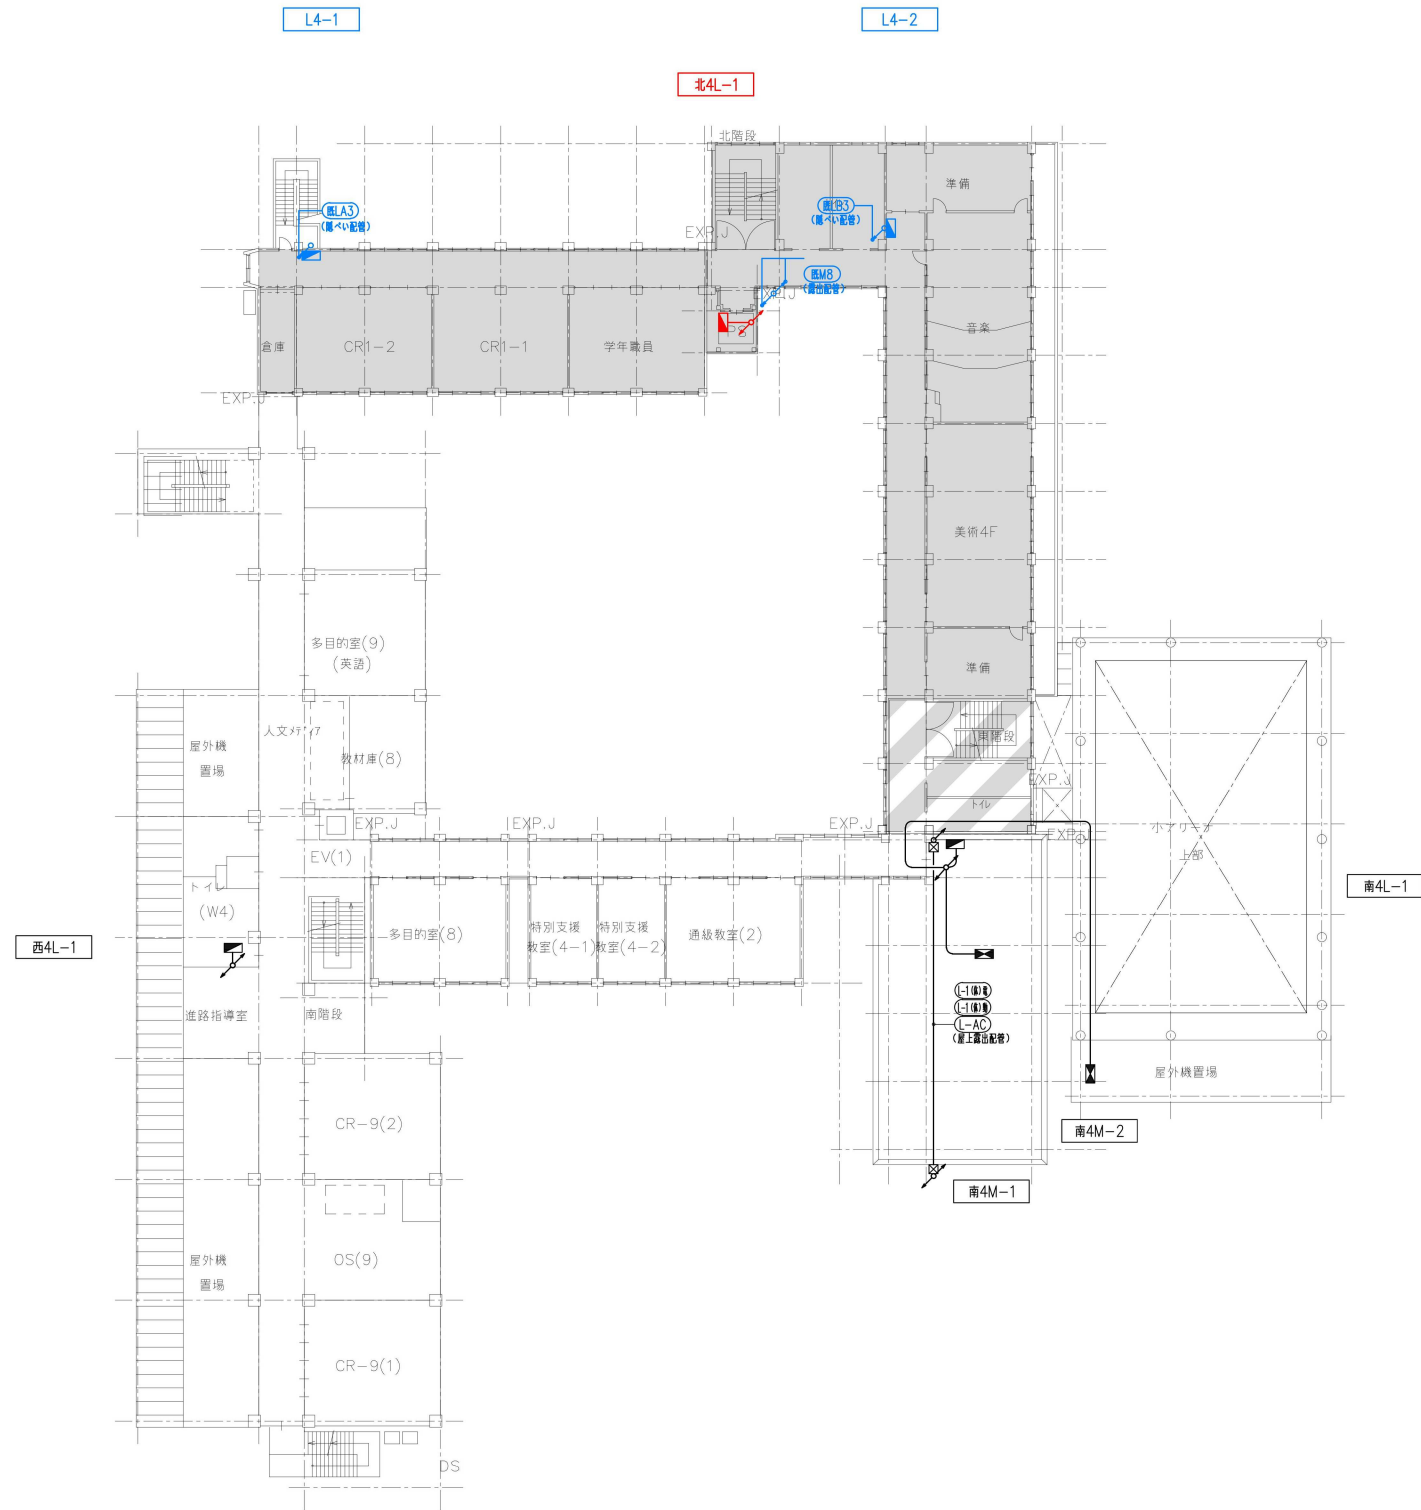 L4-1
L4-2
北4L-1
北階段
準備
既LA3
(隠ぺい配管)
(隠ぺい配管)
EXP.J
既M8
(露出配管)
PS
倉庫
CR1-2
CR1-1
学年職員
音楽
EXP.J
美術4F
多目的室(9)
(英語)
準備
人文メディア
屋外機
置場
教材庫(8)
東階段
EXP.J
トイレ
EXP.J
EXP.J
EXP.J
EXP.J
小アリーナ
上部
EV(1)
トイレ
(W4)
南4L-1
西4L-1
多目的室(8)
特別支援
教室(4-1)
特別支援
教室(4-2)
通級教室(2)
進路指導室
南階段
L-AC
(屋上露出配管)
屋外機置場
CR-9(2)
南4M-2
南4M-1
屋外機
置場
OS(9)
CR-9(1)
DS